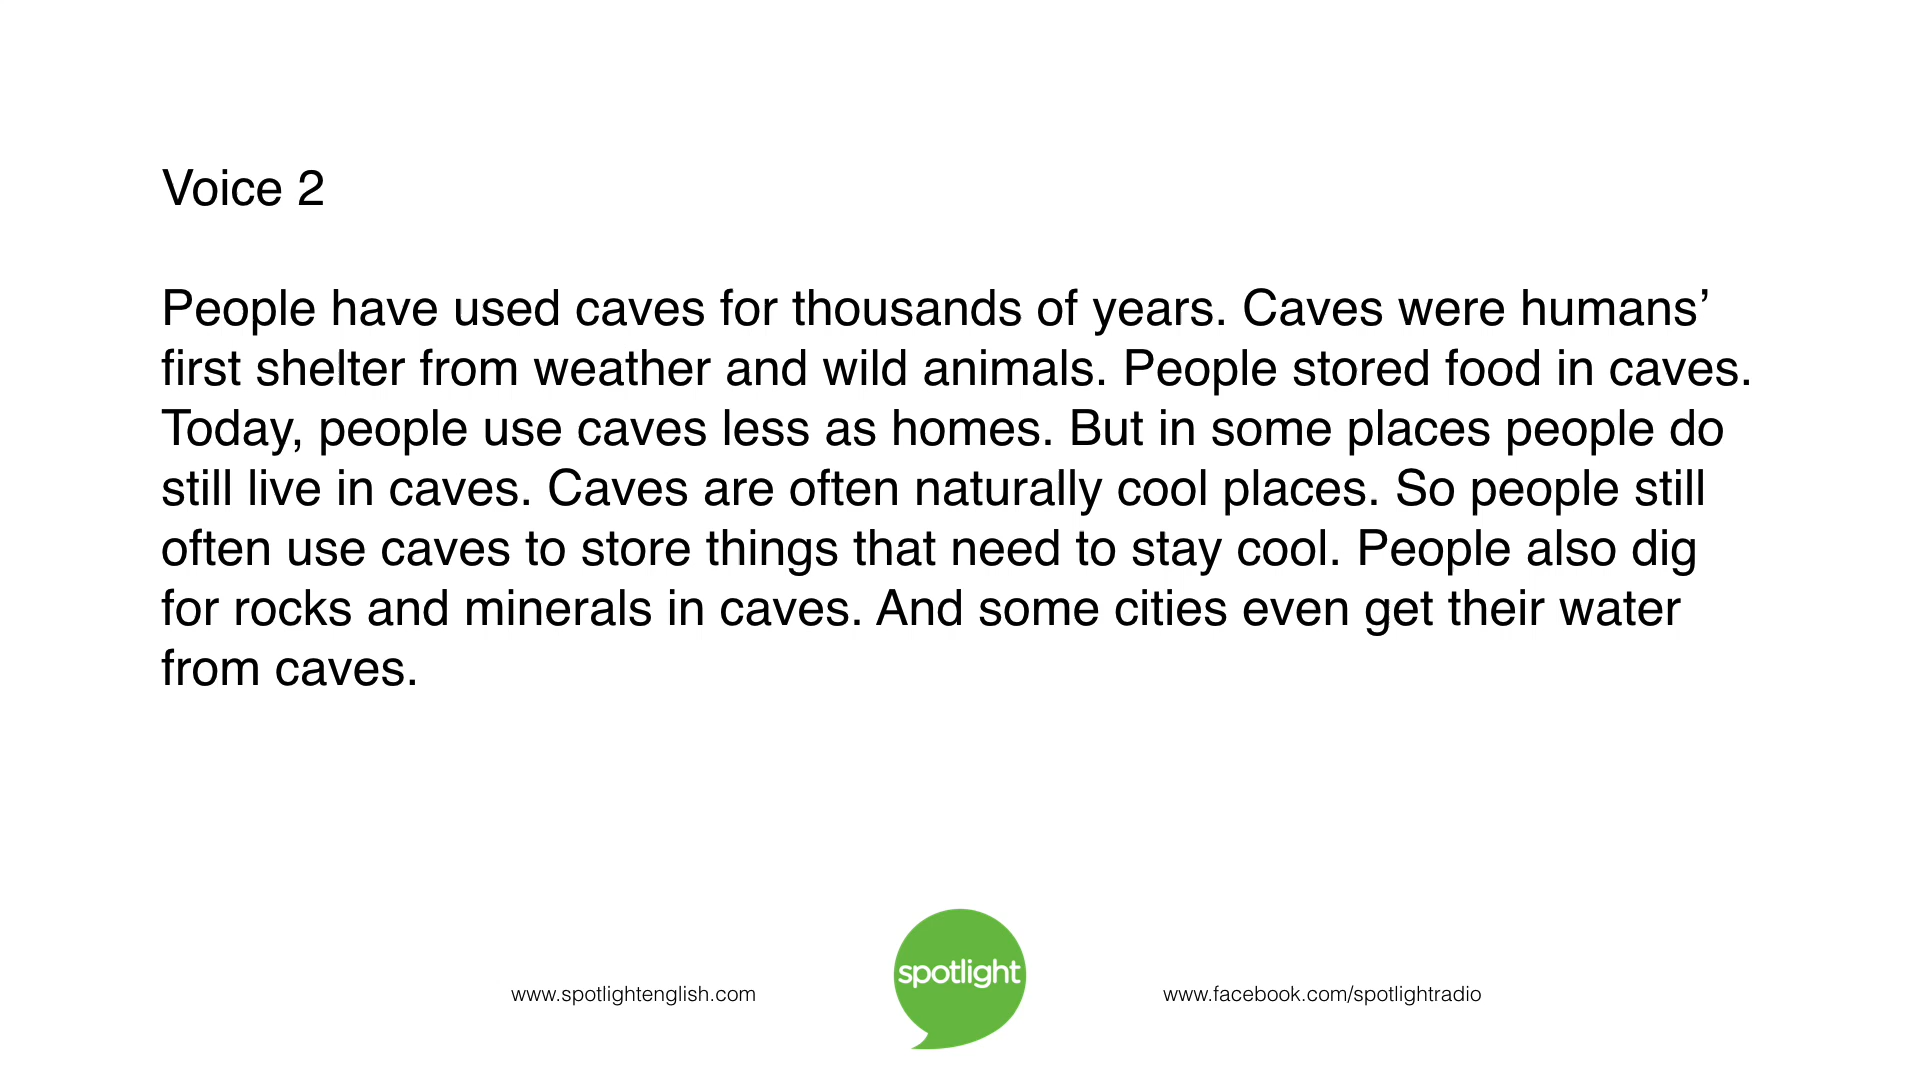 Voice 2
People have used caves for thousands of years. Caves were humans’
first shelter from weather and wild animals. People stored food in caves.
Today, people use caves less as homes. But in some places people do
still live in caves. Caves are often naturally cool places. So people still
often use caves to store things that need to stay cool. People also dig
for rocks and minerals in caves. And some cities even get their water
from caves.
spotlight
www.spotlightenglish.com
www.facebook.com/spotlightradio